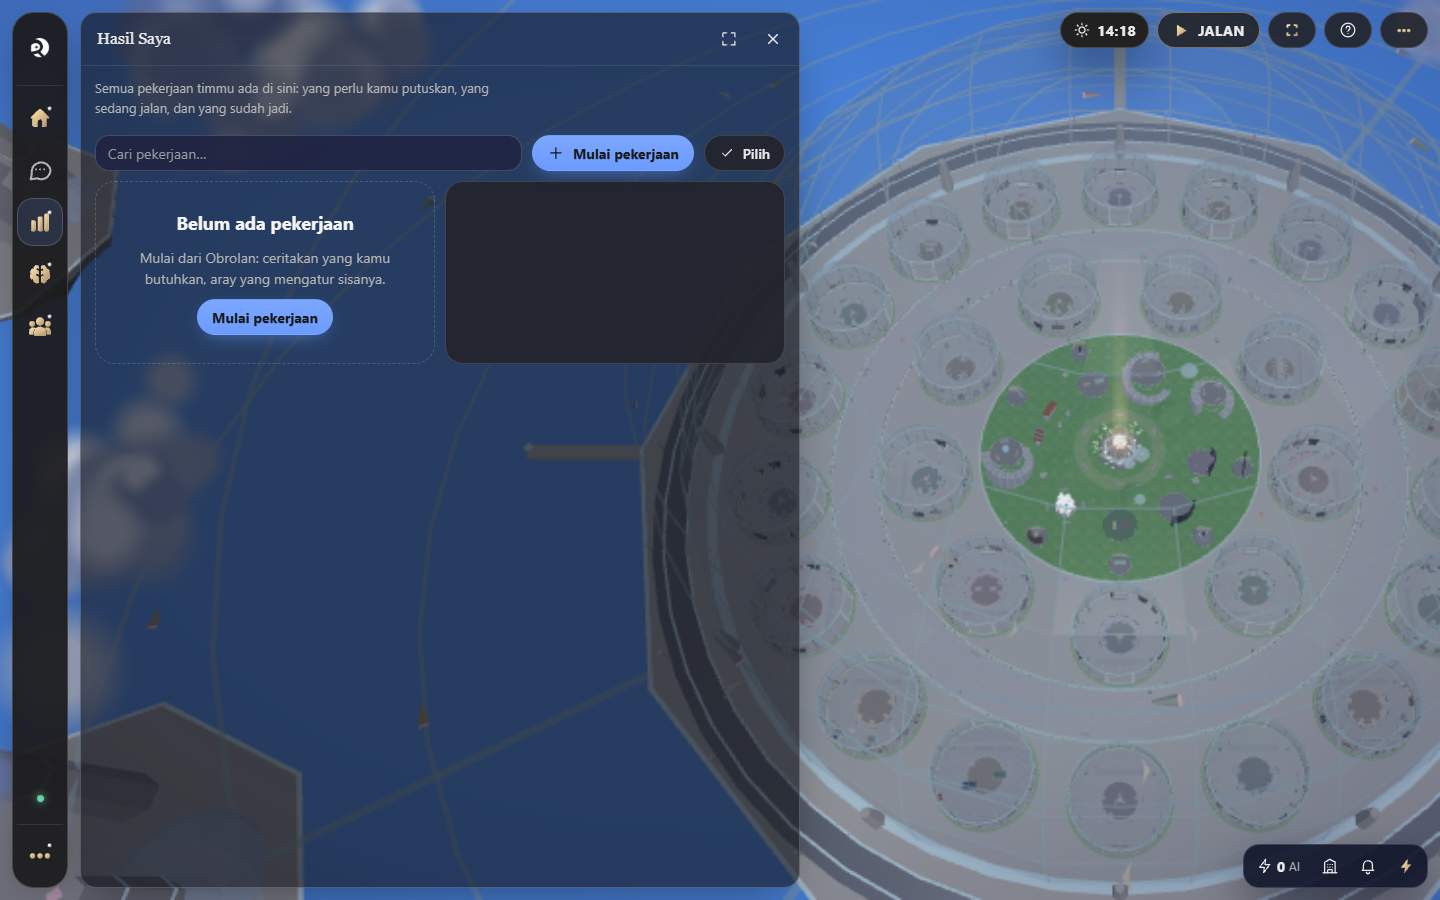 Hasil Saya
14:18
JALAN
Semua pekerjaan timmu ada di sini: yang perlu kamu putuskan, yang
sedang jalan, dan yang sudah jadi.
Cari pekerjaan...
Mulai pekerjaan
Pilih
Belum ada pekerjaan
Mulai dari Obrolan: ceritakan yang kamu
butuhkan, aray yang mengatur sisanya.
Mulai pekerjaan
0 AI